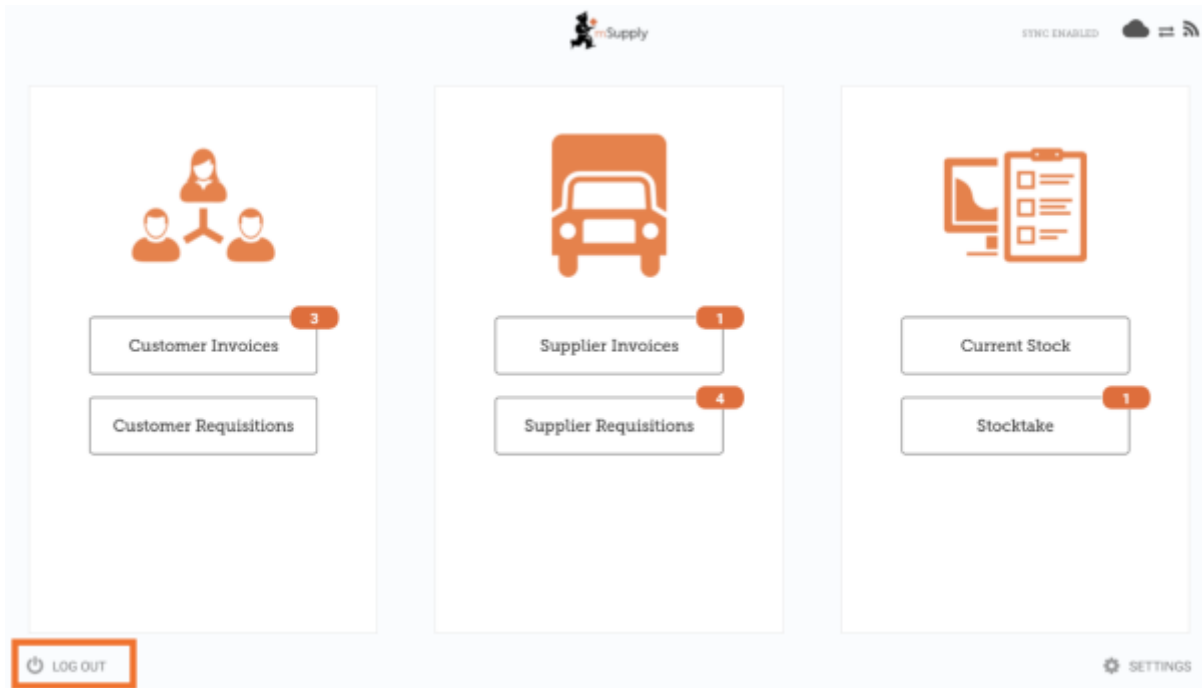 mSupply
SYNC ENABLED
3
Customer Invoices
Customer Requisitions
1
Supplier Invoices
4
Supplier Requisitions
Current Stock
1
Stocktake
LOG OUT
SETTINGS